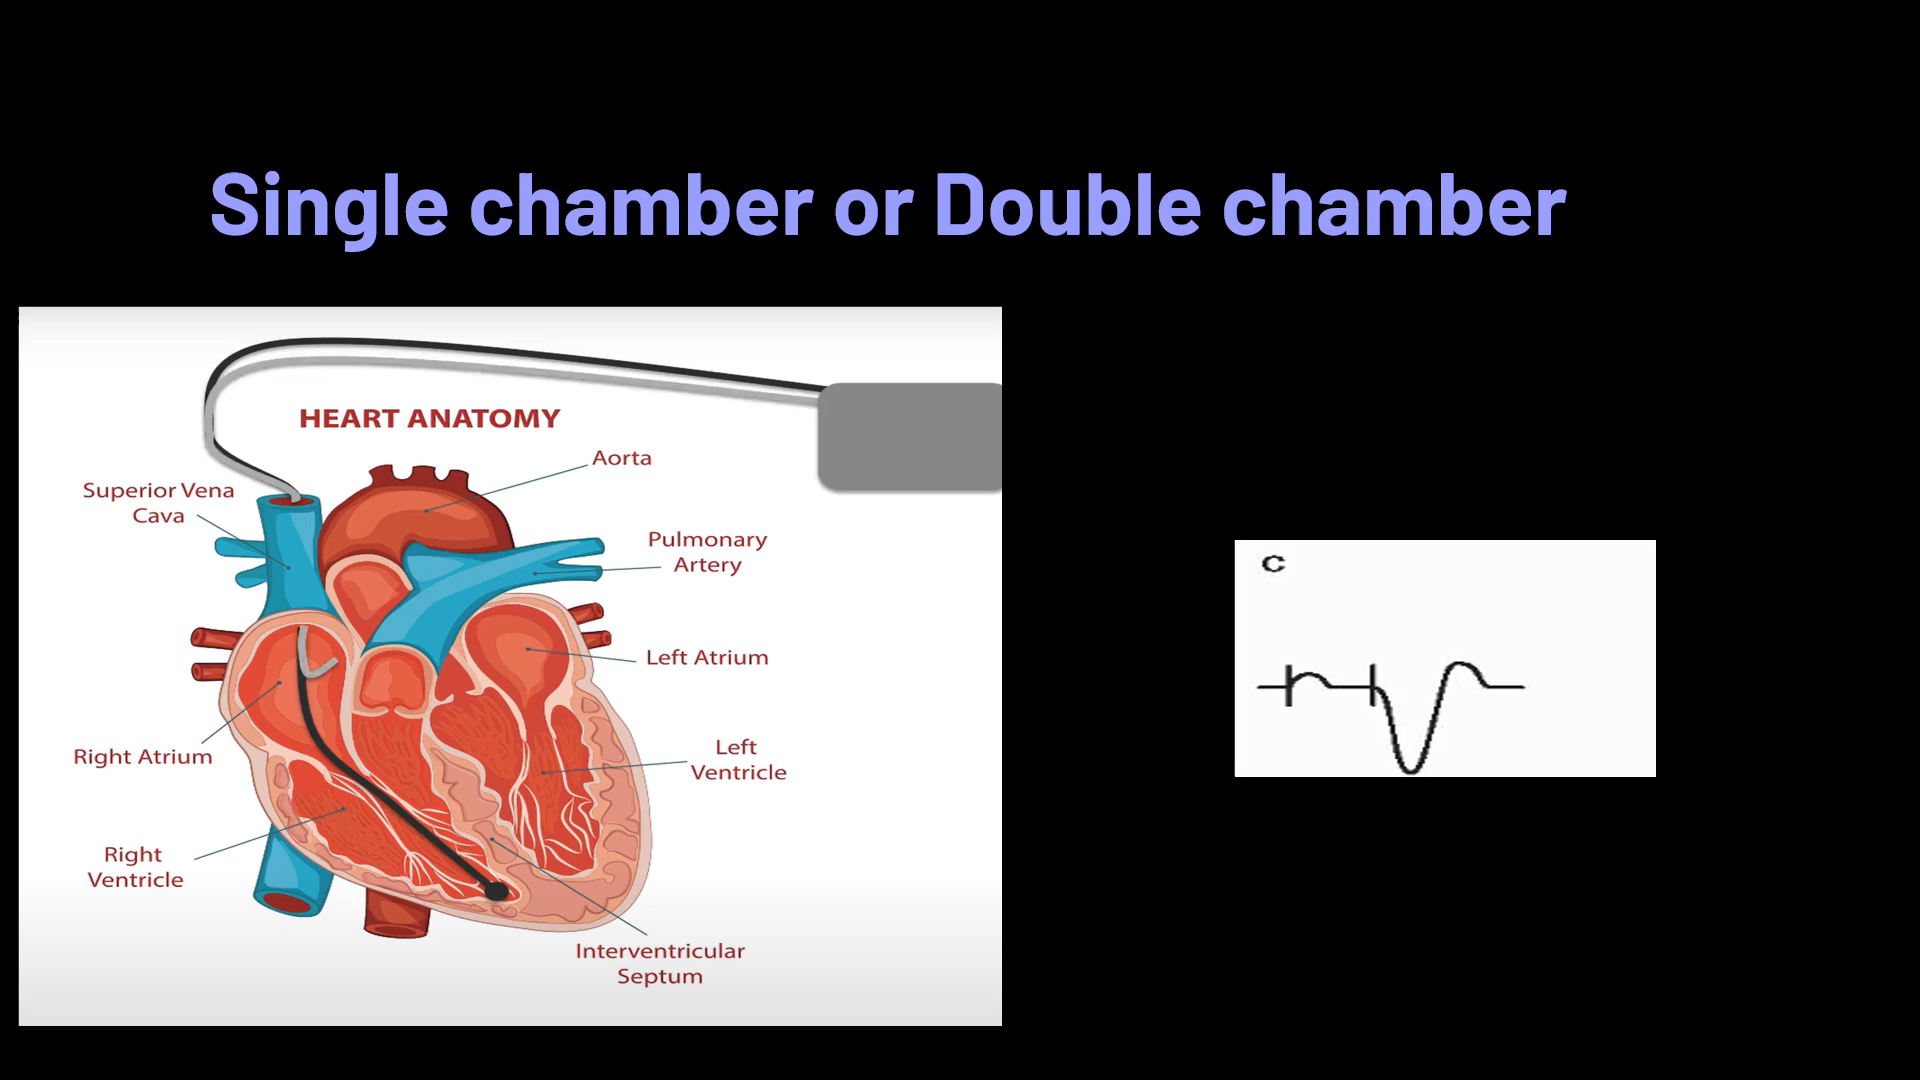 Single chamber or Double chamber
HEART ANATOMY
Aorta
Superior Vena
Cava
Pulmonary
Artery
Left Atrium
Right Atrium
Left
Ventricle
Right
Ventricle
Interventricular
Septum
C